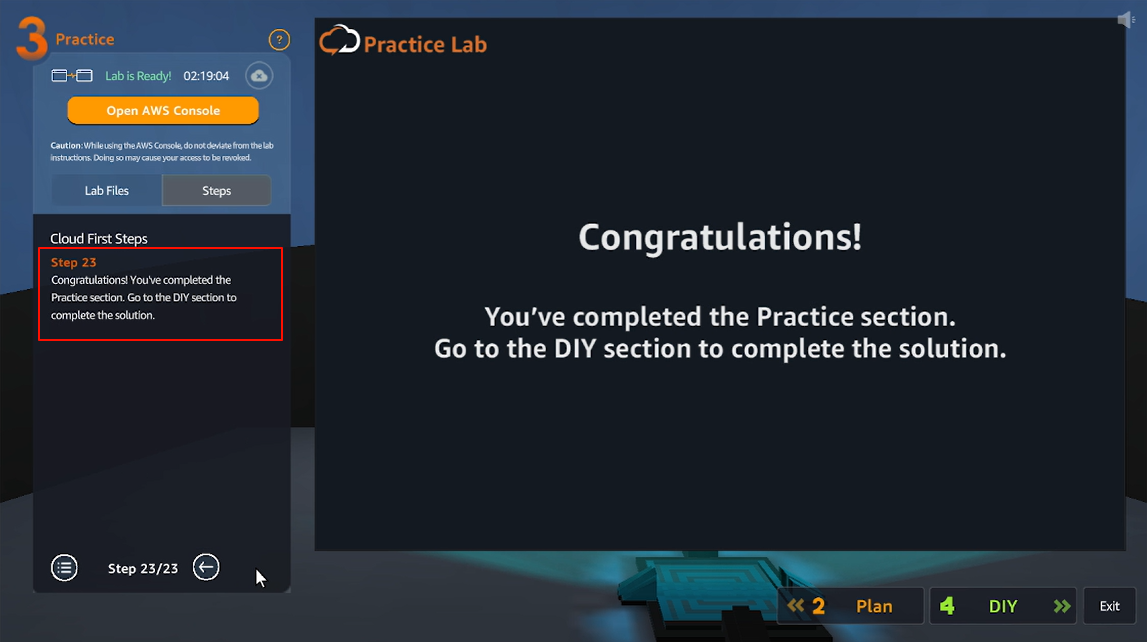 3 Practice
?
Lab is Ready! 02:19:04
Open AWS Console
Caution: While using the AWS Console, do not deviate from the lab
instructions. Doing so may cause your access to be revoked.
Lab Files Steps
Cloud First Steps
Step 23
Congratulations! You've completed the
Practice section. Go to the DIY section to
complete the solution.
Step 23/23
Practice Lab
Congratulations!
You've completed the Practice section.
Go to the DIY section to complete the solution.
2 Plan
4 DIY
Exit